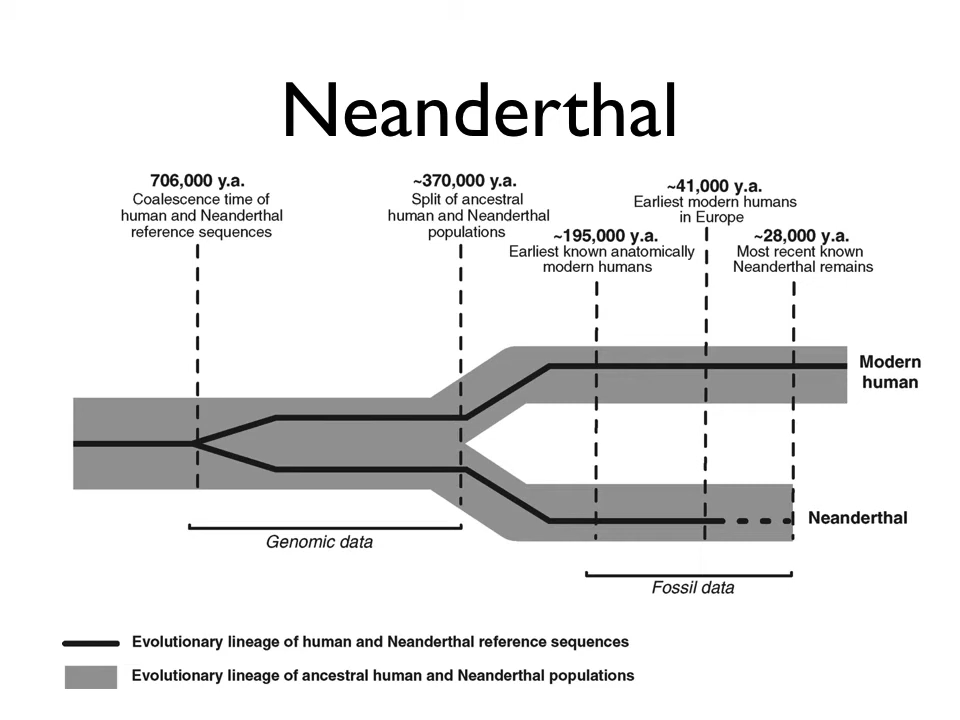 Neanderthal
706,000 y.a.
Coalescence time of
human and Neanderthal
reference sequences
~370,000 y.a.
Split of ancestral
human and Neanderthal
populations
~195,000 y.a.
Earliest known anatomically
modern humans
~41,000 y.a.
Earliest modern humans
in Europe
~28,000 y.a.
Most recent known
Neanderthal remains
Modern
human
Neanderthal
Genomic data
Fossil data
Evolutionary lineage of human and Neanderthal reference sequences
Evolutionary lineage of ancestral human and Neanderthal populations